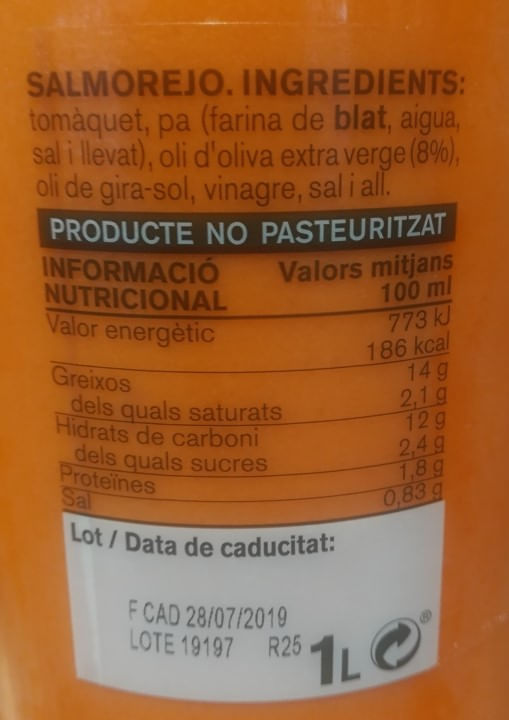 SALMOREJO. INGREDIENTS:
tomàquet, pa (farina de blat, aigua,
sal i llevat), oli d'oliva extra verge (8%),
oli de gira-sol, vinagre, sal i all.
PRODUCTE NO PASTEURITZAT
INFORMACIÓ NUTRICIONAL Valors mitjans 100 ml
Valor energètic 773 kJ
186 kcal
Greixos 14 g
dels quals saturats 2,1 g
Hidrats de carboni 12 g
dels quals sucres 2,4 g
Proteïnes 1,8 g
Sal 0,83 g
Lot / Data de caducitat:
F CAD 28/07/2019
LOTE 19197 R25
1L ®